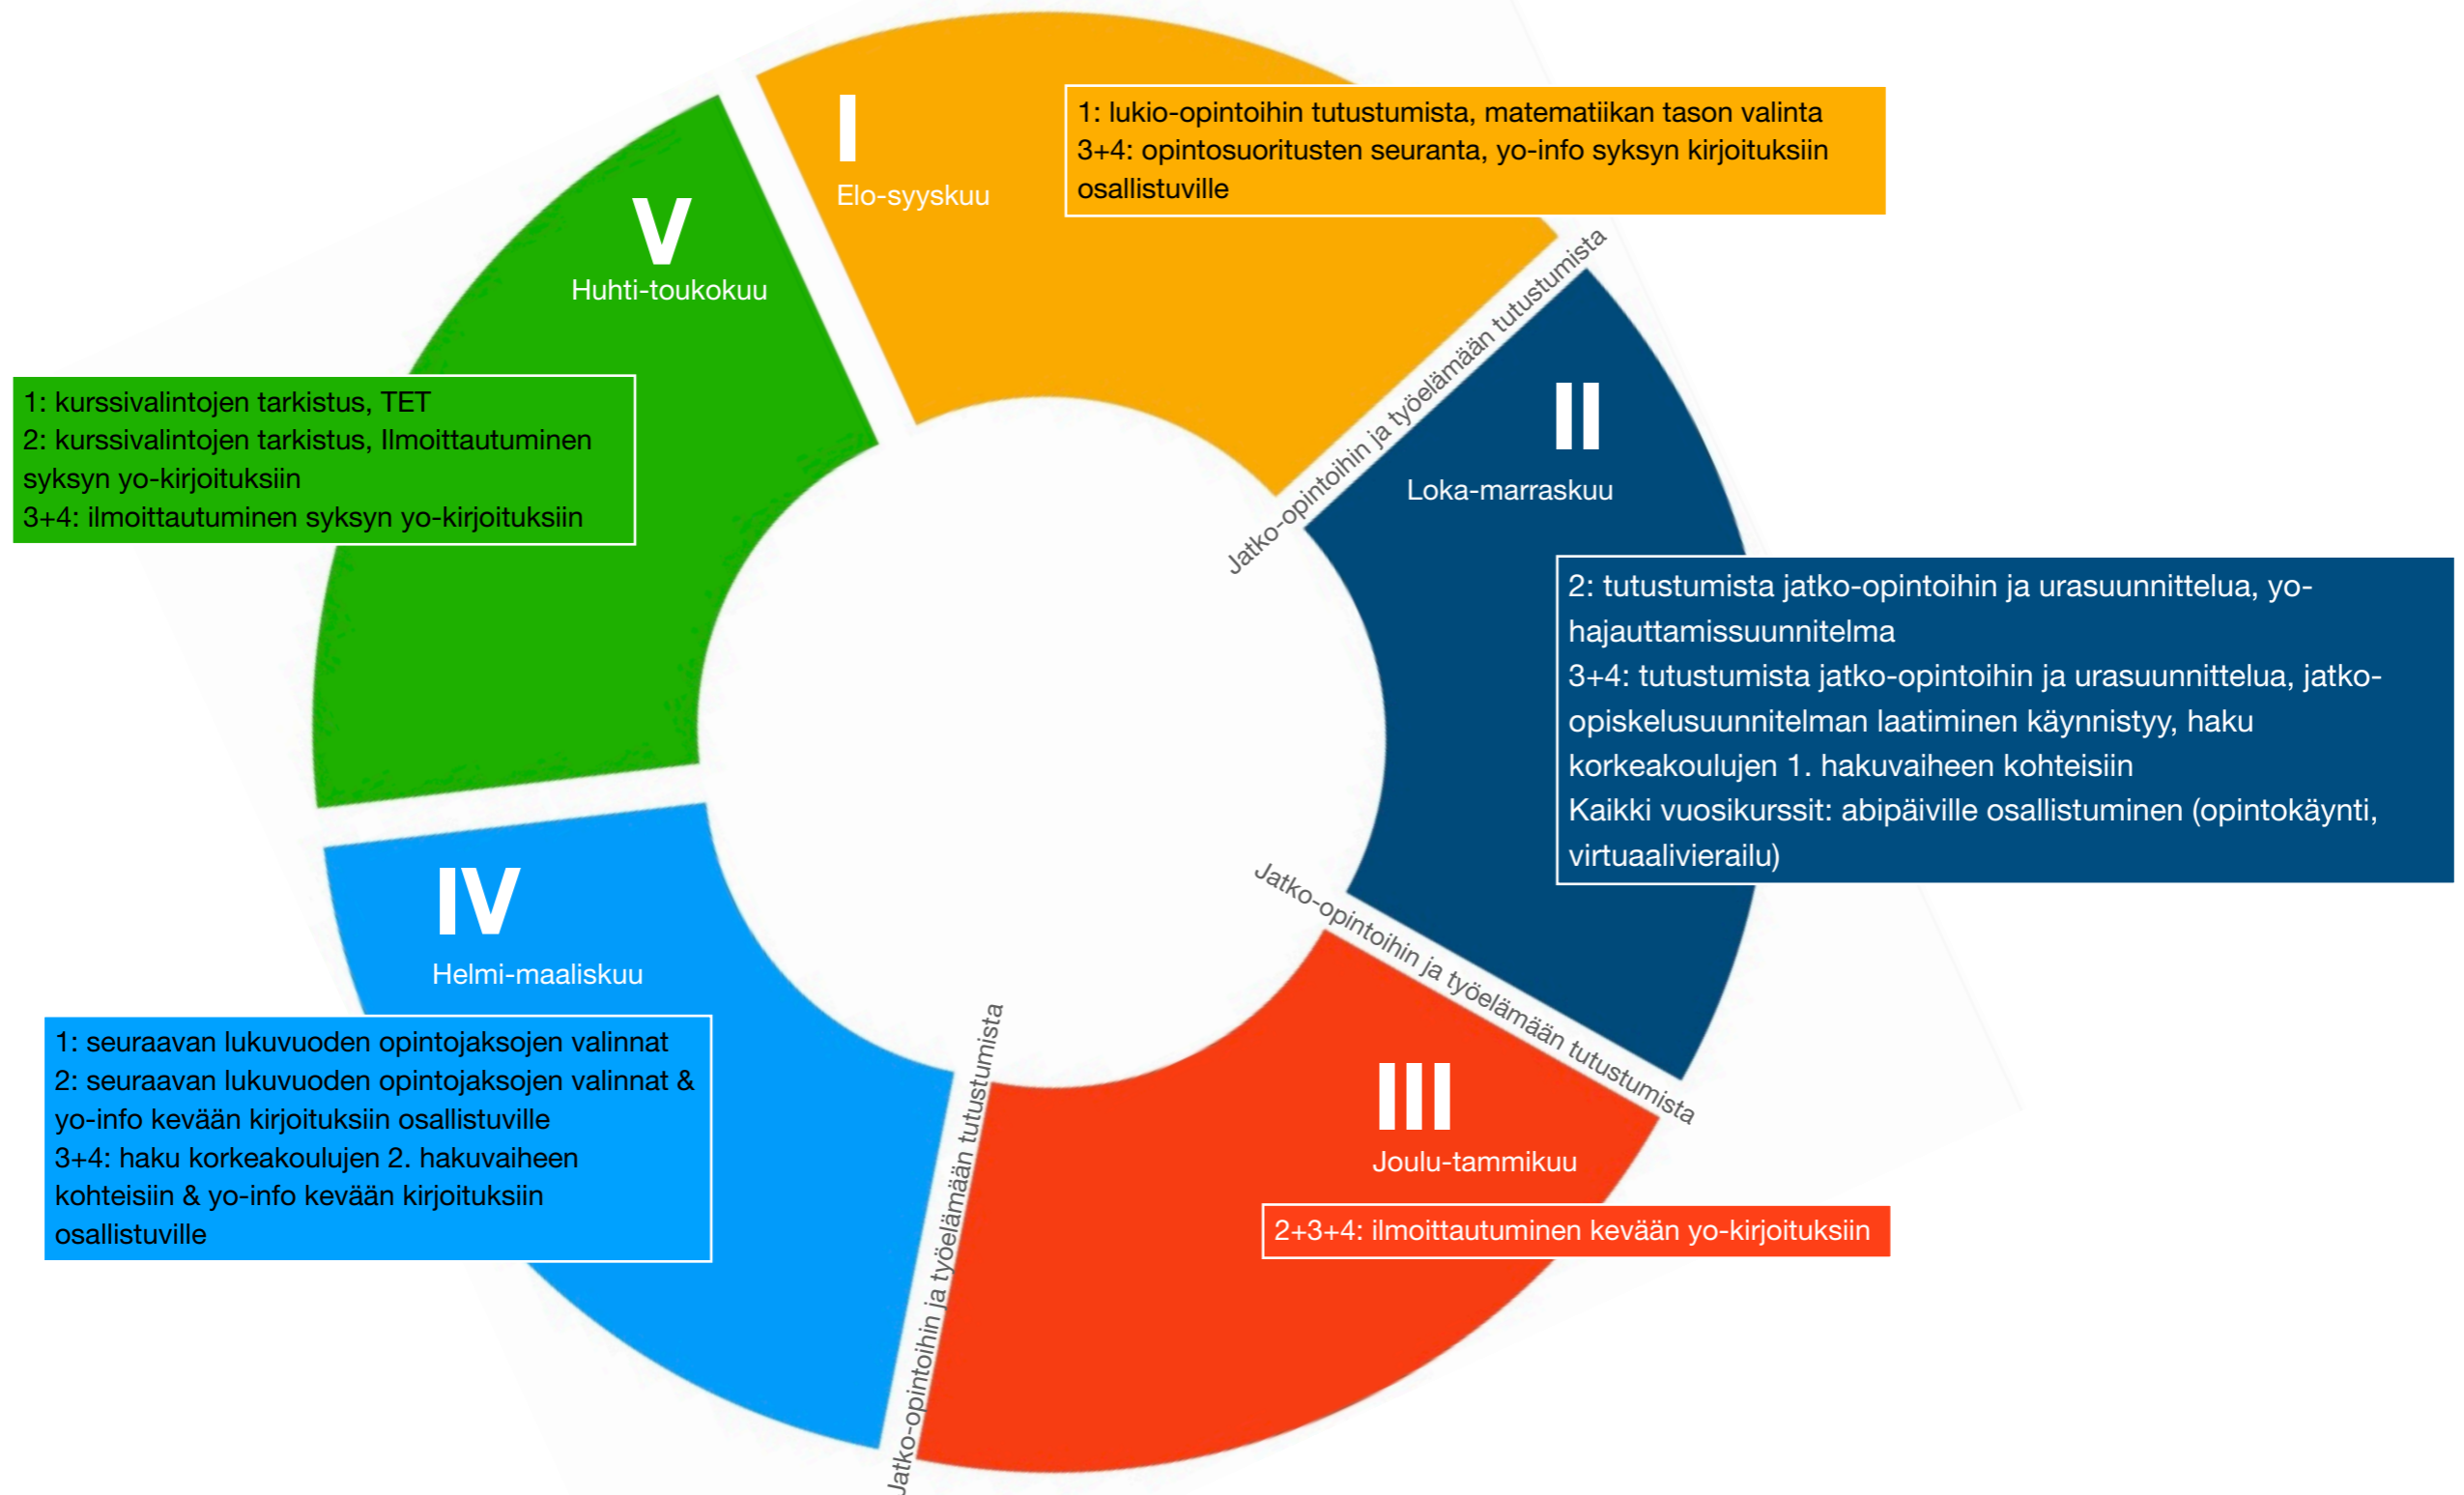 I
Elo-syyskuu
1: lukio-opintoihin tutustumista, matematiikan tason valinta
3+4: opintosuoritusten seuranta, yo-info syksyn kirjoituksiin
osallistuville
Jatko-opintoihin ja työelämään tutustumista
II
Loka-marraskuu
2: tutustumista jatko-opintoihin ja urasuunnittelua, yo-
hajauttamissuunnitelma
3+4: tutustumista jatko-opintoihin ja urasuunnittelua, jatko-
opiskelusuunnitelman laatiminen käynnistyy, haku
korkeakoulujen 1. hakuvaiheen kohteisiin
Kaikki vuosikurssit: abipäiville osallistuminen (opintokäynti,
virtuaalivierailu)
Jatko-opintoihin ja työelämään tutustumista
III
Joulu-tammikuu
2+3+4: ilmoittautuminen kevään yo-kirjoituksiin
Jatko-opintoihin ja työelämään tutustumista
IV
Helmi-maaliskuu
1: seuraavan lukuvuoden opintojaksojen valinnat
2: seuraavan lukuvuoden opintojaksojen valinnat &
yo-info kevään kirjoituksiin osallistuville
3+4: haku korkeakoulujen 2. hakuvaiheen
kohteisiin & yo-info kevään kirjoituksiin
osallistuville
V
Huhti-toukokuu
1: kurssivalintojen tarkistus, TET
2: kurssivalintojen tarkistus, Ilmoittautuminen
syksyn yo-kirjoituksiin
3+4: ilmoittautuminen syksyn yo-kirjoituksiin